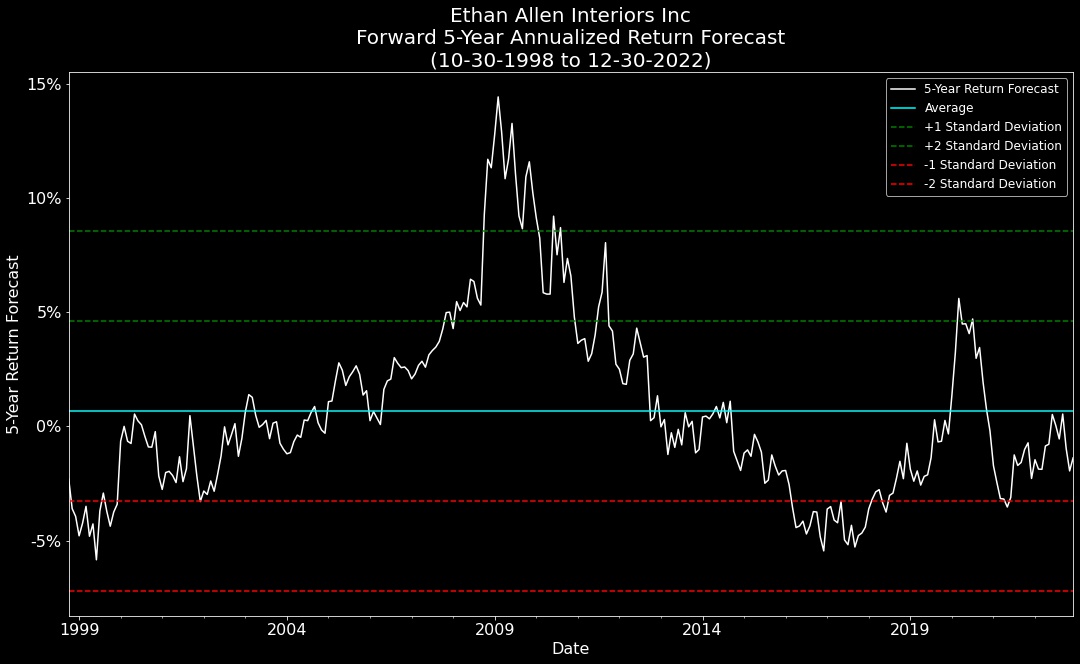 Ethan Allen Interiors Inc
Forward 5-Year Annualized Return Forecast
(10-30-1998 to 12-30-2022)
5-Year Return Forecast
Average
+1 Standard Deviation
+2 Standard Deviation
-1 Standard Deviation
-2 Standard Deviation
5-Year Return Forecast
15%
10%
5%
0%
-5%
1999 2004 2009 2014 2019
Date